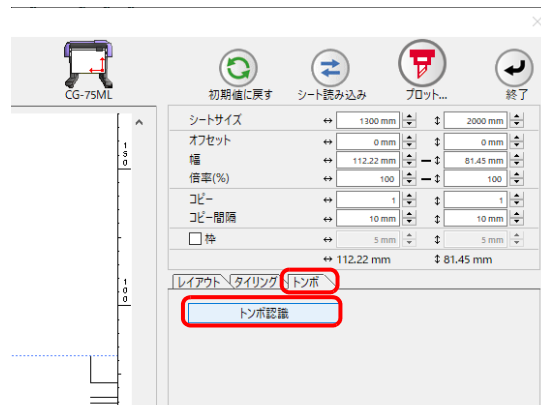 CG-75ML
初期値に戻す
シート読み込み
プロット...
終了
シートサイズ 1300 mm 2000 mm
オフセット 0 mm 0 mm
幅 112.22 mm 81.45 mm
倍率(%) 100 100
コピー 1 1
コピー間隔 10 mm 10 mm
枠 5 mm 5 mm
112.22 mm 81.45 mm
レイアウト タイリング トンボ
トンボ認識
150
100